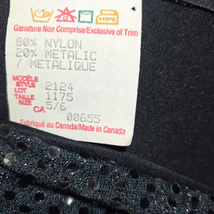 Garniture Non Comprise/Exclusive of Trim
80% NYLON
20% METALIC
/ METALIQUE
MODÈLE
STYLE 2124
LOT 1175
TAILLE
SIZE 5/6
CA 00655
Fabriqué au Canada/Made in Canada